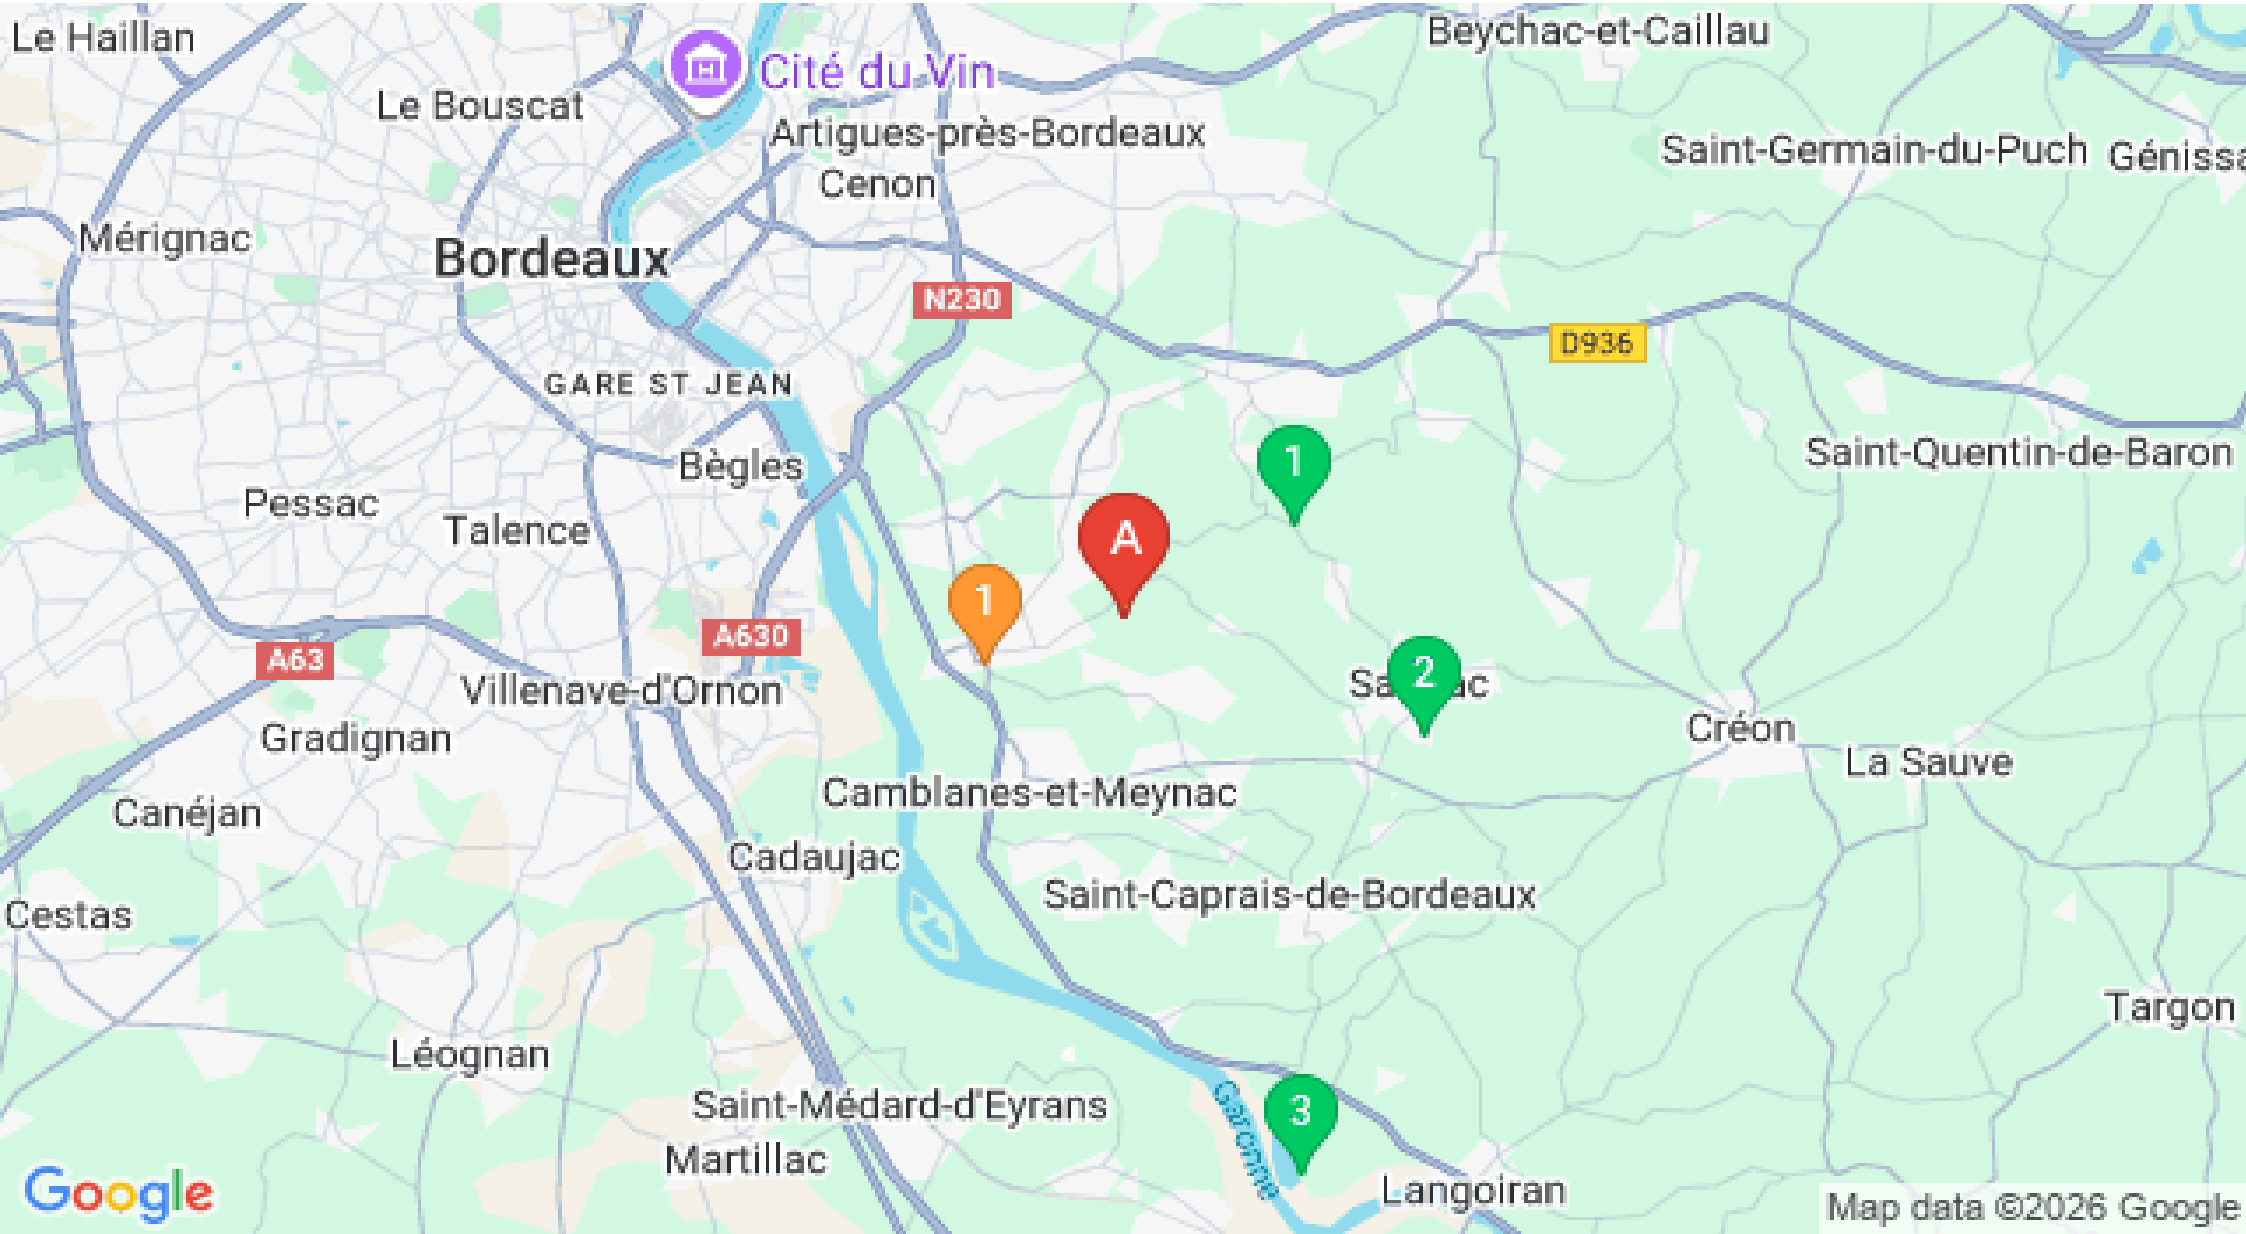 Le Haillan
Beychac-et-Caillau
Cité du Vin
Le Bouscat
Artigues-près-Bordeaux
Saint-Germain-du-Puch
Cenon
Mérignac
Bordeaux
N230
D936
GARE ST JEAN
Saint-Quentin-de-Baron
Bègles
1
Pessac
Talence
A
1
A630
A63
Villenave-d'Ornon
2
Créon
Gradignan
La Sauve
Camblanes-et-Meynac
Canéjan
Cadaujac
Saint-Caprais-de-Bordeaux
Cestas
Targon
Léognan
Saint-Médard-d'Eyrans
3
Garonne
Martillac
Langoiran
Google
Map data ©2026 Google